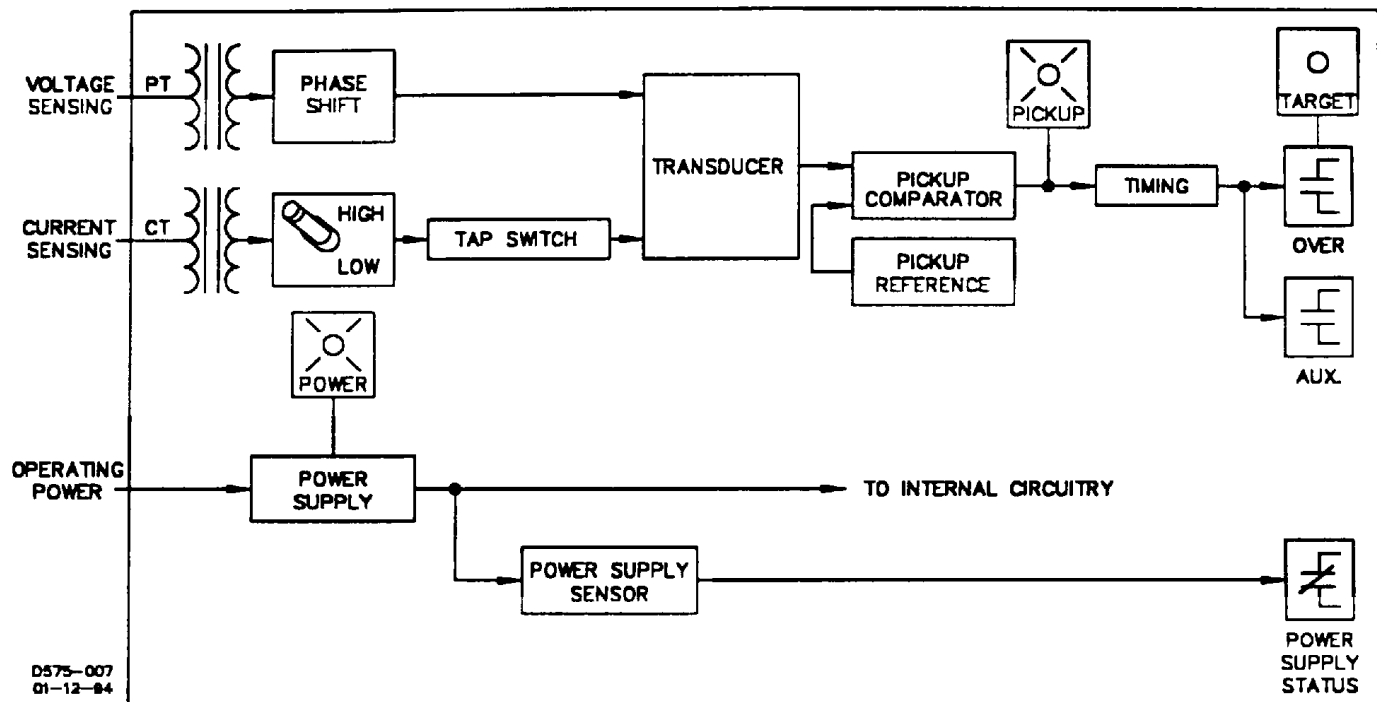 VOLTAGE
SENSING
PT
PHASE
SHIFT
TRANSDUCER
PICKUP
TARGET
CURRENT
SENSING
CT
HIGH
LOW
TAP SWITCH
PICKUP
COMPARATOR
PICKUP
REFERENCE
TIMING
OVER
AUX.
POWER
OPERATING
POWER
POWER
SUPPLY
TO INTERNAL CIRCUITRY
POWER SUPPLY
SENSOR
POWER
SUPPLY
STATUS
D575-007
01-12-94